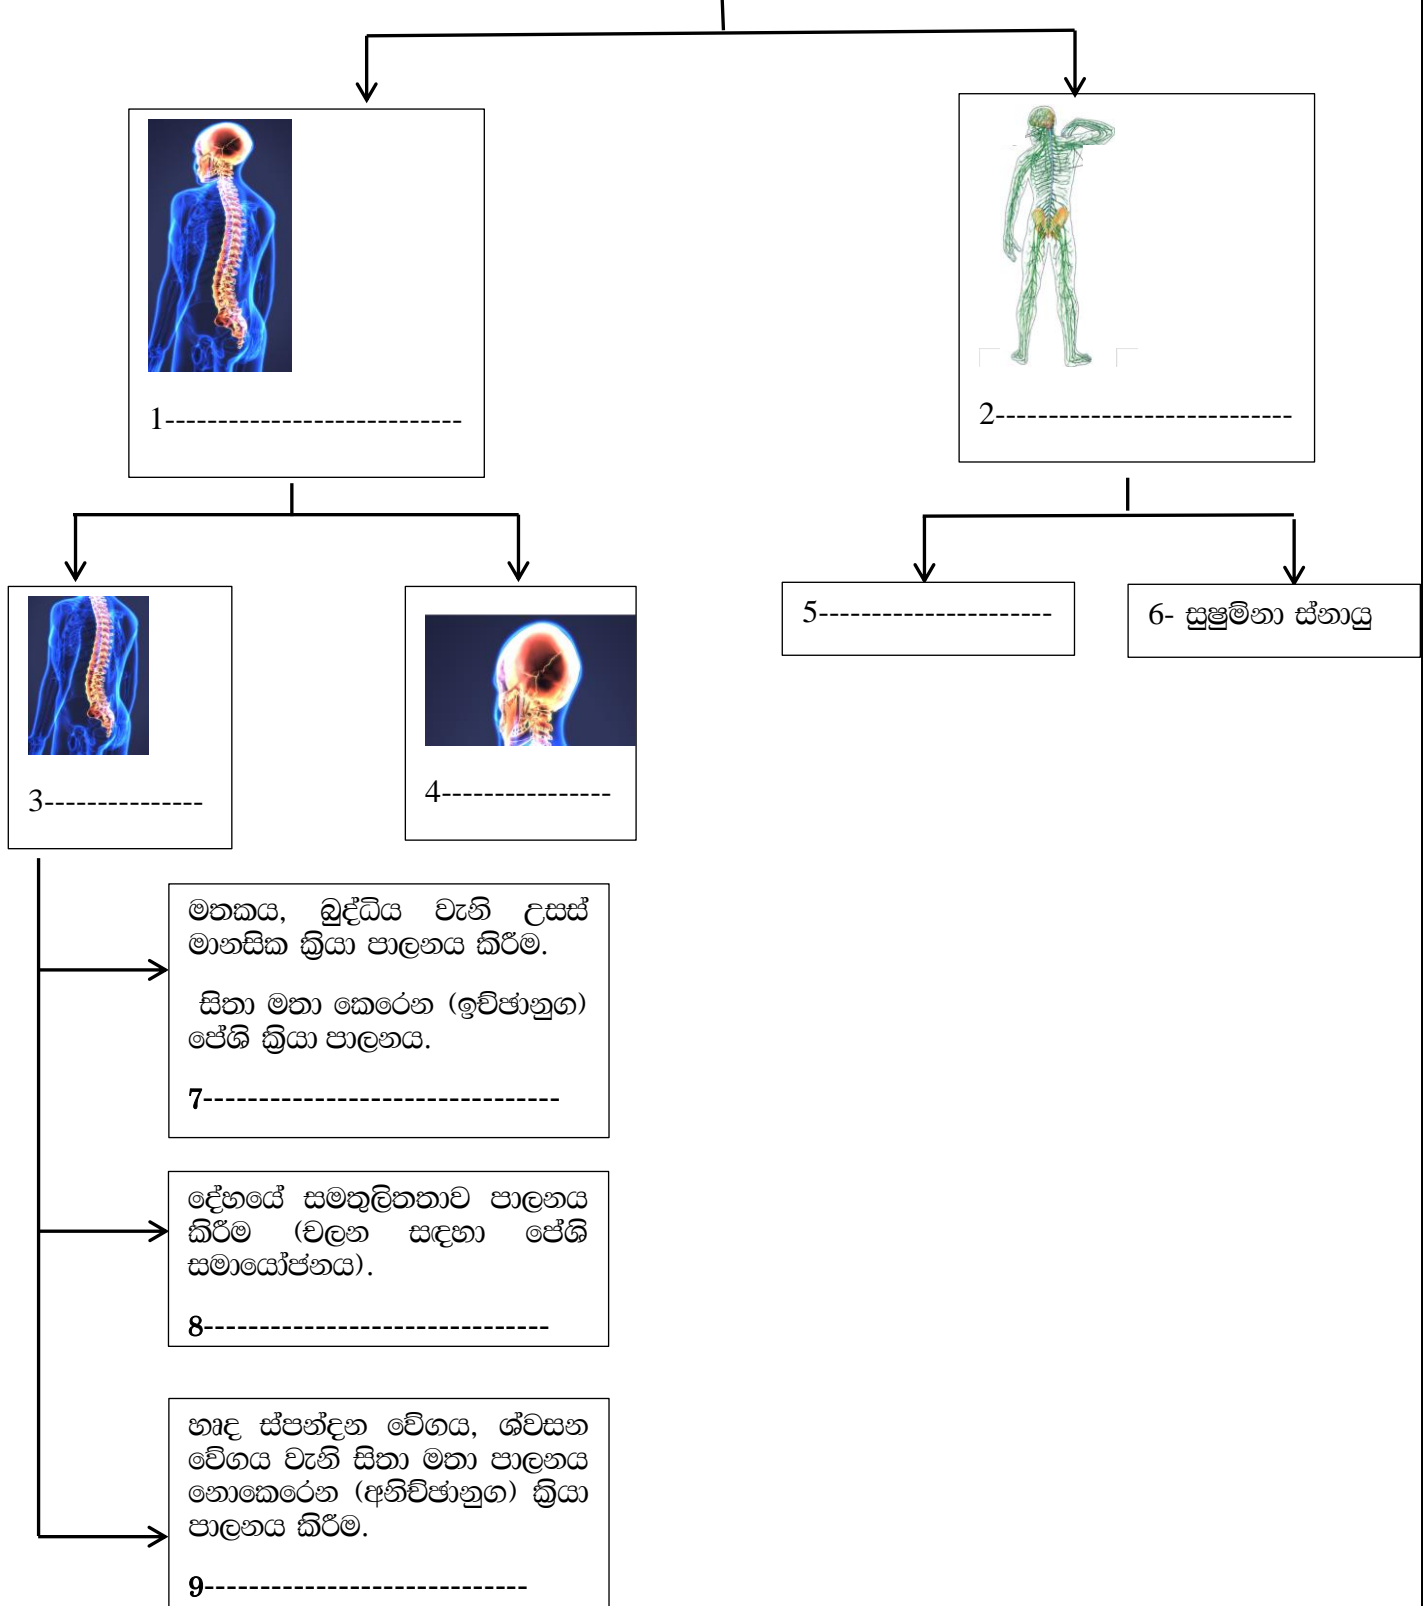 1----------------------------
2----------------------------
3---------------
4----------------
5----------------------
6- සුෂුම්නා ස්නායු
මතකය, බුද්ධිය වැනි උසස්
මානසික ක්‍රියා පාලනය කිරීම.
සිතා මතා කෙරෙන (ඉච්ඡානුග)
පේශි ක්‍රියා පාලනය.
7--------------------------------
දේහයේ සමතුලිතතාව පාලනය
කිරීම (චලන සඳහා පේශි
සමායෝජනය).
8-------------------------------
හෘද ස්පන්දන වේගය, ශ්වසන
වේගය වැනි සිතා මතා පාලනය
නොකෙරෙන (අනිච්ඡානුග) ක්‍රියා
පාලනය කිරීම.
9-----------------------------